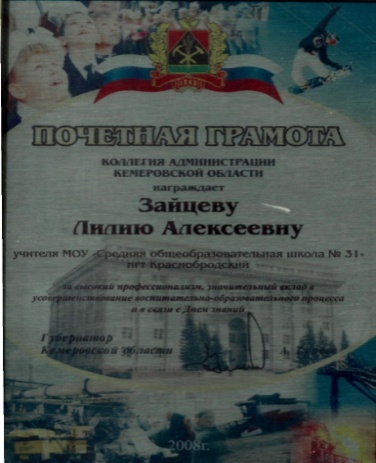 ПОЧЕТНАЯ ГРАМОТА
КОЛЛЕГИЯ АДМИНИСТРАЦИИ
КЕМЕРОВСКОЙ ОБЛАСТИ
награждает
Зайцеву
Лилию Алексеевну
учителя МОУ «Средняя общеобразовательная школа № 31»
пгт Краснобродский
за высокий профессионализм, значительный вклад в
усовершенствование воспитательно-образовательного процесса
и в связи с Днем знаний
Губернатор
Кемеровской области
2008г.